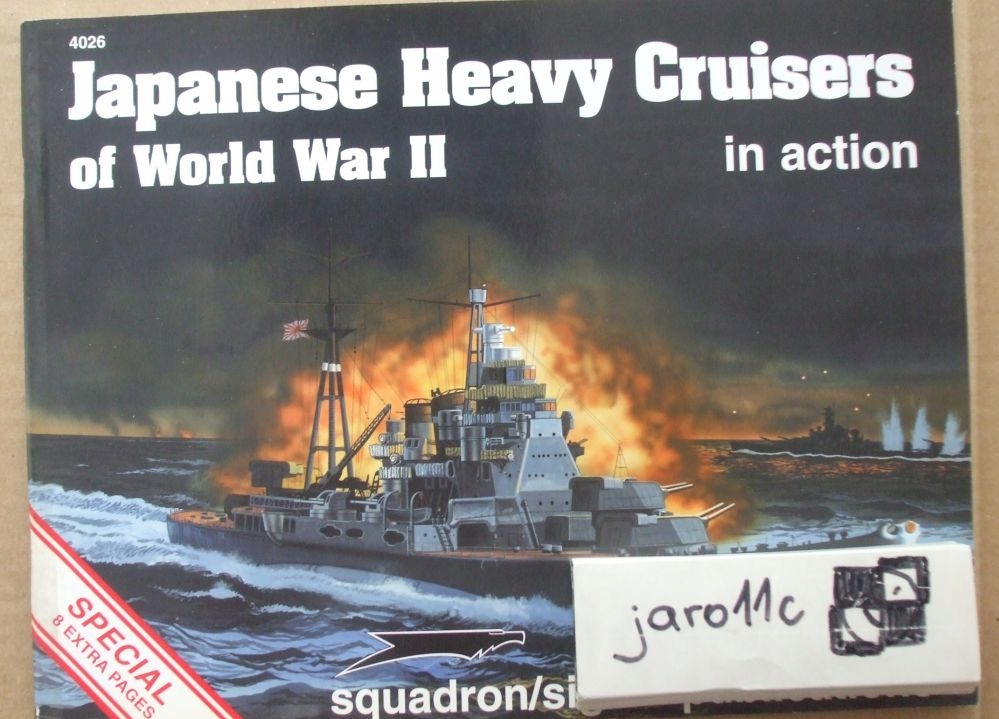 4026
Japanese Heavy Cruisers
of World War II
in action
SPECIAL
8 EXTRA PAGES
jaro11c
squadron/si